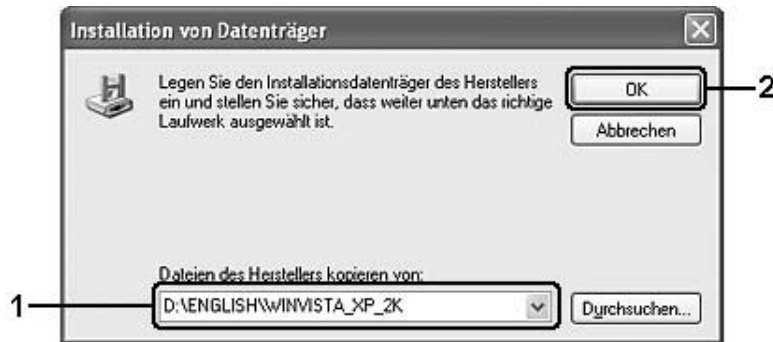 Installation von Datenträger
Legen Sie den Installationsdatenträger des Herstellers
ein und stellen Sie sicher, dass weiter unten das richtige
Laufwerk ausgewählt ist.
OK
2
Abbrechen
Dateien des Herstellers kopieren von:
1
D:\ENGLISH\WINVISTA_XP_2K
Durchsuchen...